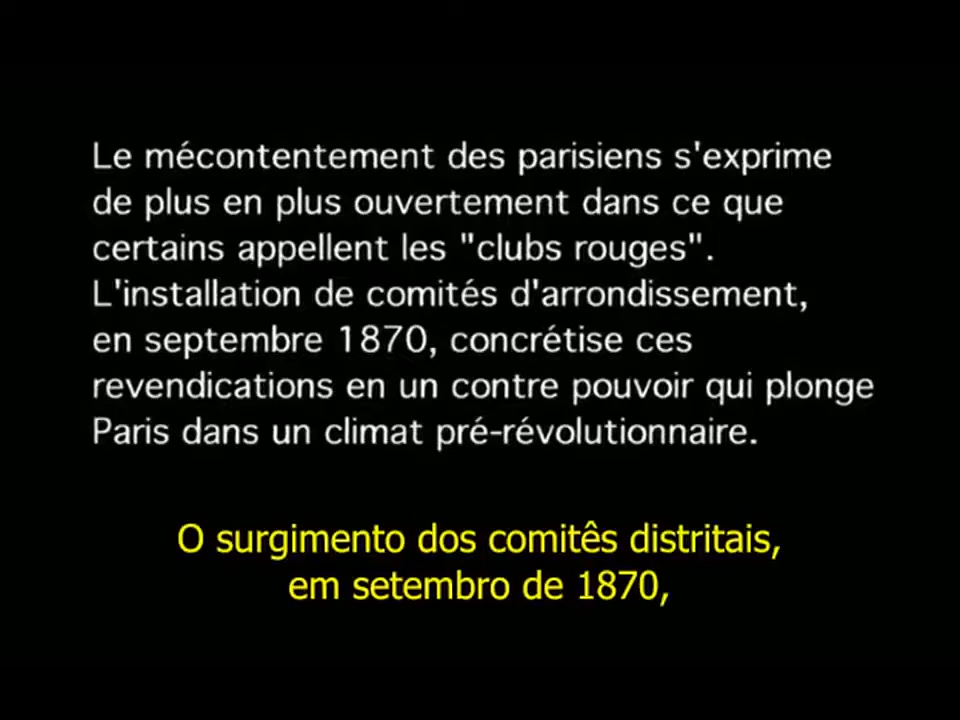 Le mécontentement des parisiens s'exprime
de plus en plus ouvertement dans ce que
certains appellent les "clubs rouges".
L'installation de comités d'arrondissement,
en septembre 1870, concrétise ces
revendications en un contre pouvoir qui plonge
Paris dans un climat pré-révolutionnaire.
O surgimento dos comitês distritais,
em setembro de 1870,